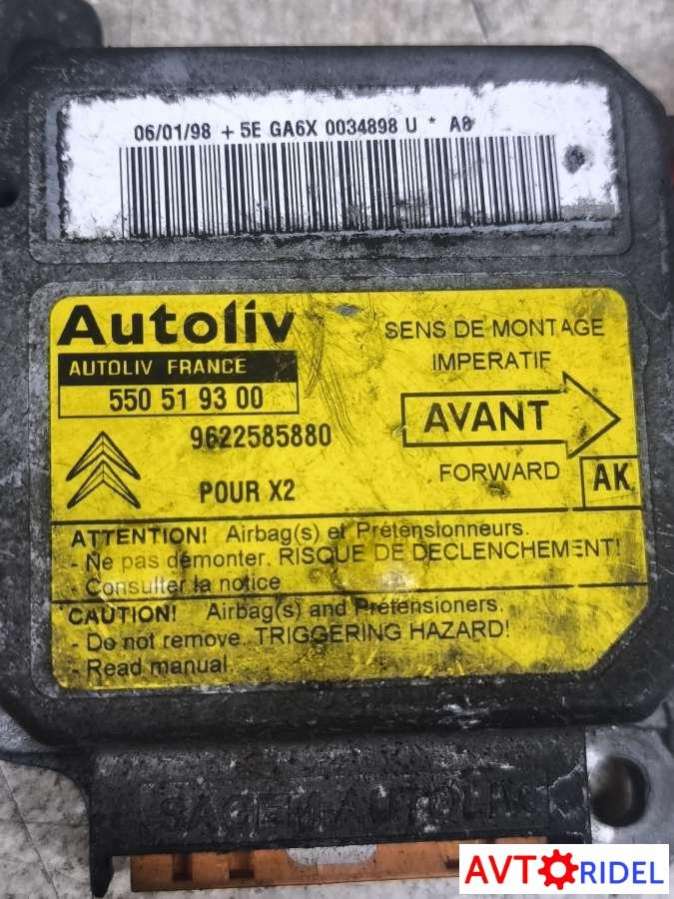 06/01/98 + 5E GA6X 0034898 U * A8
Autoliv
AUTOLIV FRANCE
550 51 93 00
9622585880
POUR X2
SENS DE MONTAGE
IMPERATIF
AVANT
FORWARD
AK
ATTENTION! Airbag(s) et Prétensionneurs.
- Ne pas démonter. RISQUE DE DECLENCHEMENT!
- Consulter la notice
CAUTION! Airbag(s) and Pretensioners.
- Do not remove. TRIGGERING HAZARD!
- Read manual.
SAGEM-AUTOLIV
AVTORIDEL